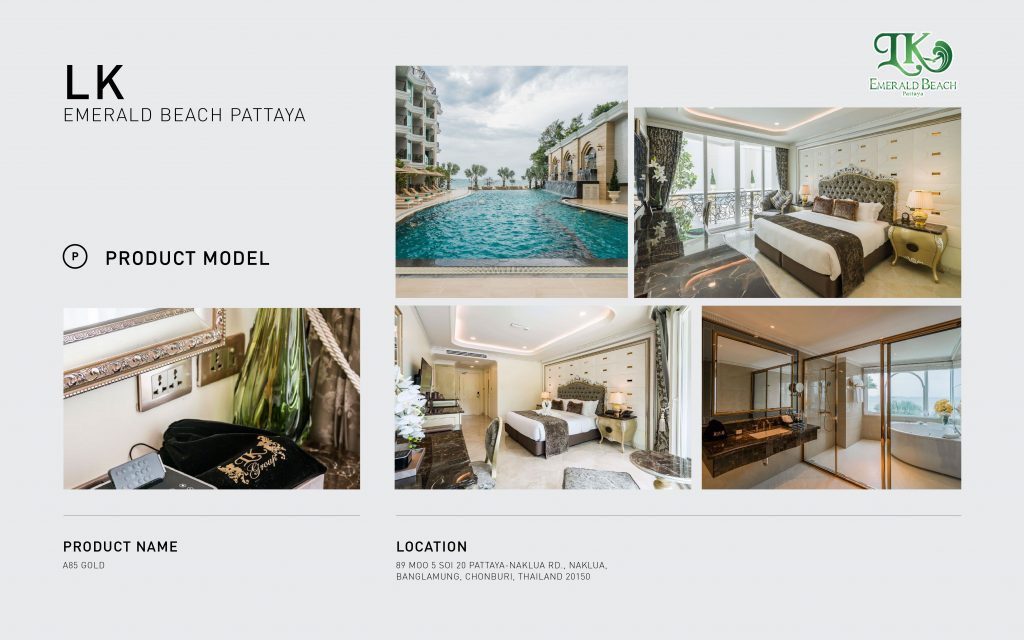 LK
EMERALD BEACH PATTAYA
LK
EMERALD BEACH
Pattaya
P PRODUCT MODEL
LK
Group
PRODUCT NAME
A85 GOLD
LOCATION
89 MOO 5 SOI 20 PATTAYA-NAKLUA RD., NAKLUA,
BANGLAMUNG, CHONBURI, THAILAND 20150